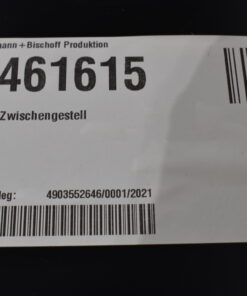 mann+Bischoff Produktion
461615
Zwischengestell
leg: 4903552646/0001/2021